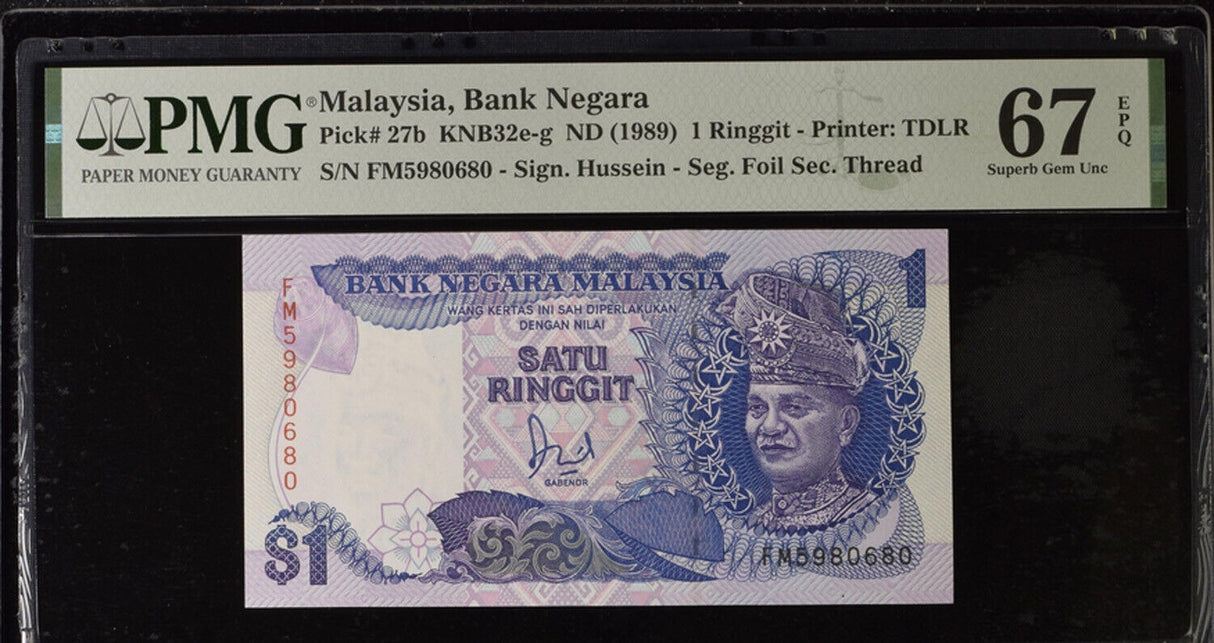 PMG® Malaysia, Bank Negara
PAPER MONEY GUARANTY
Pick# 27b KNB32e-g ND (1989) 1 Ringgit - Printer: TDLR
S/N FM5980680 - Sign. Hussein - Seg. Foil Sec. Thread
67
EPQ
Superb Gem Unc
BANK NEGARA MALAYSIA
1
WANG KERTAS INI SAH DIPERLAKUKAN
DENGAN NILAI
SATU
RINGGIT
GABENOR
FM5980680
$1
FM5980680